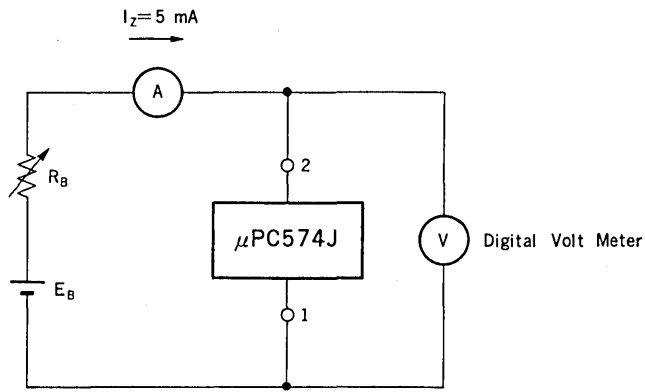 I_Z=5 mA
A
2
R_B
μPC574J
V Digital Volt Meter
E_B
1